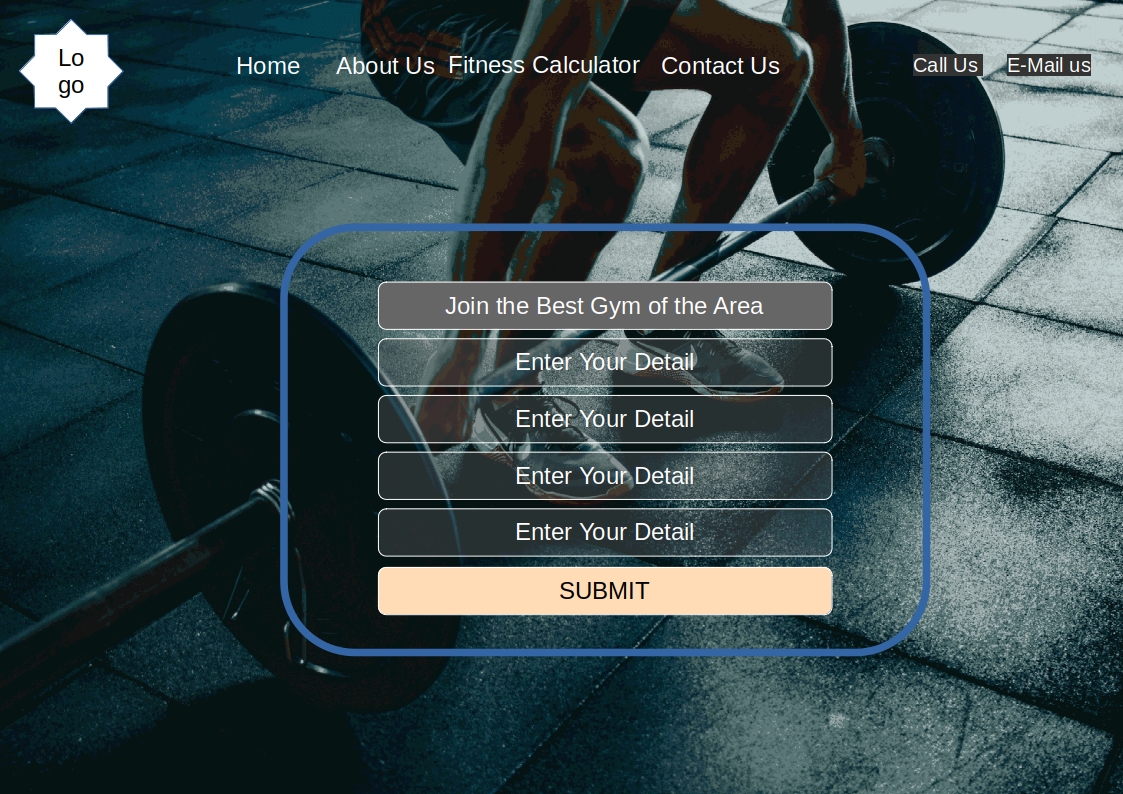 Lo
go
Home About Us Fitness Calculator Contact Us Call Us E-Mail us
Join the Best Gym of the Area
Enter Your Detail
Enter Your Detail
Enter Your Detail
Enter Your Detail
SUBMIT